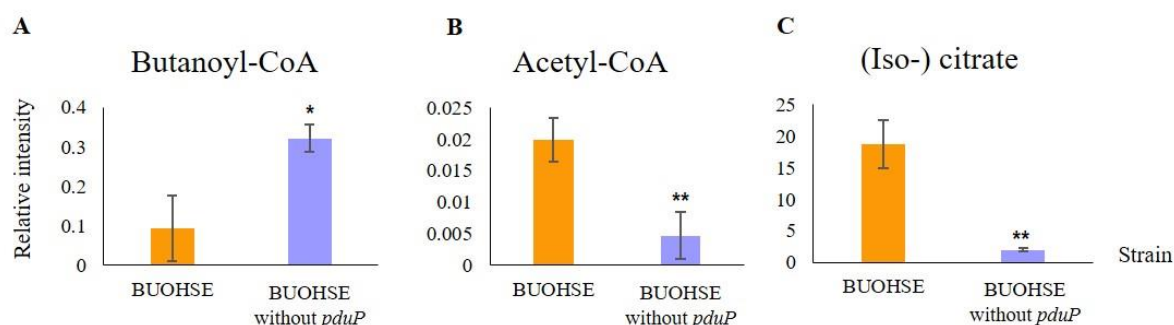 A
Butanoyl-CoA
Relative intensity
0.4
0.3
0.2
0.1
0
*
BUOHSE
BUOHSE
without pduP
B
Acetyl-CoA
0.025
0.02
0.015
0.01
0.005
0
**
BUOHSE
BUOHSE
without pduP
C
(Iso-) citrate
25
20
15
10
5
0
**
BUOHSE
BUOHSE
without pduP
Strain